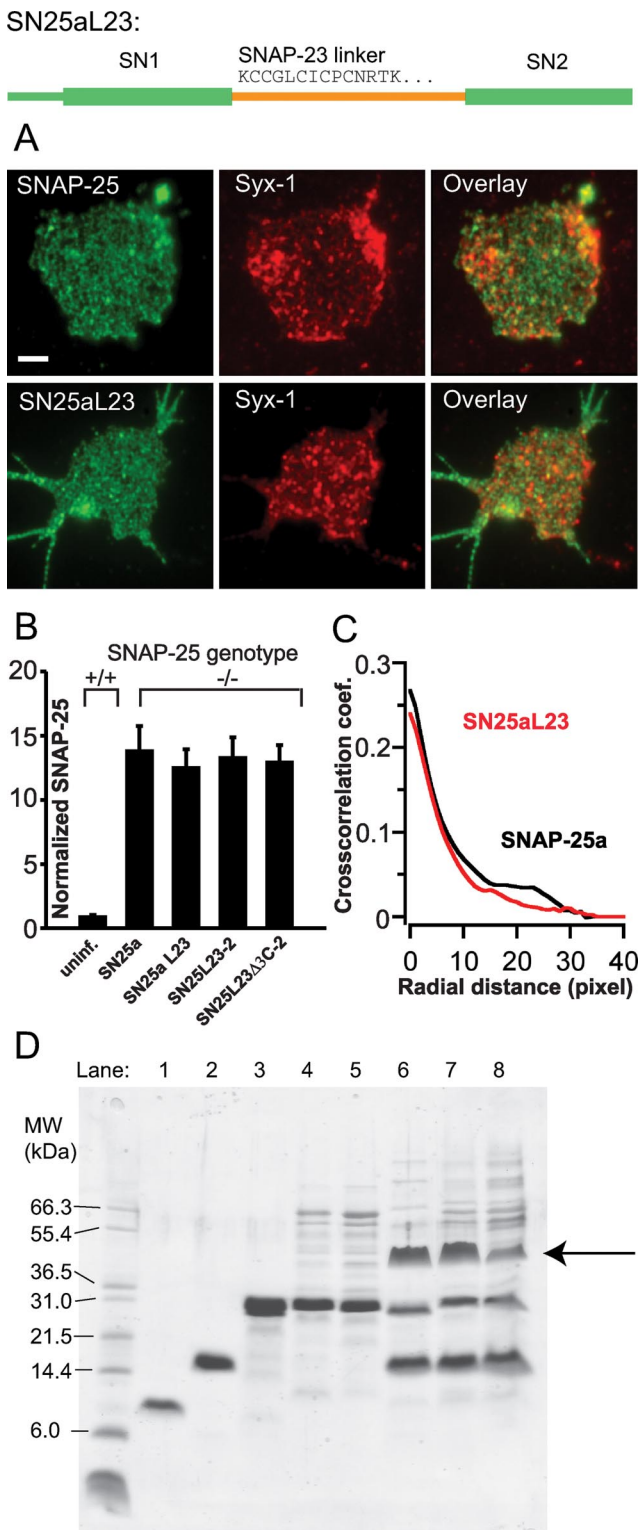 SN25aL23:
SN1
SNAP-23 linker
SN2
KCCGLCICPCNRTK...
A
SNAP-25
Syx-1
Overlay
SN25aL23
Syx-1
Overlay
B
SNAP-25 genotype
+/+
-/-
20
15
10
5
0
Normalized SNAP-25
uninf.
SN25a
SN25a L23
SN25L23-2
SN25L23Δ3C-2
C
0.3
0.2
0.1
0
Crosscorrelation coef.
SN25aL23
SNAP-25a
0 10 20 30 40
Radial distance (pixel)
D
Lane: 1 2 3 4 5 6 7 8
MW
(kDa)
66.3
55.4
36.5
31.0
21.5
14.4
6.0